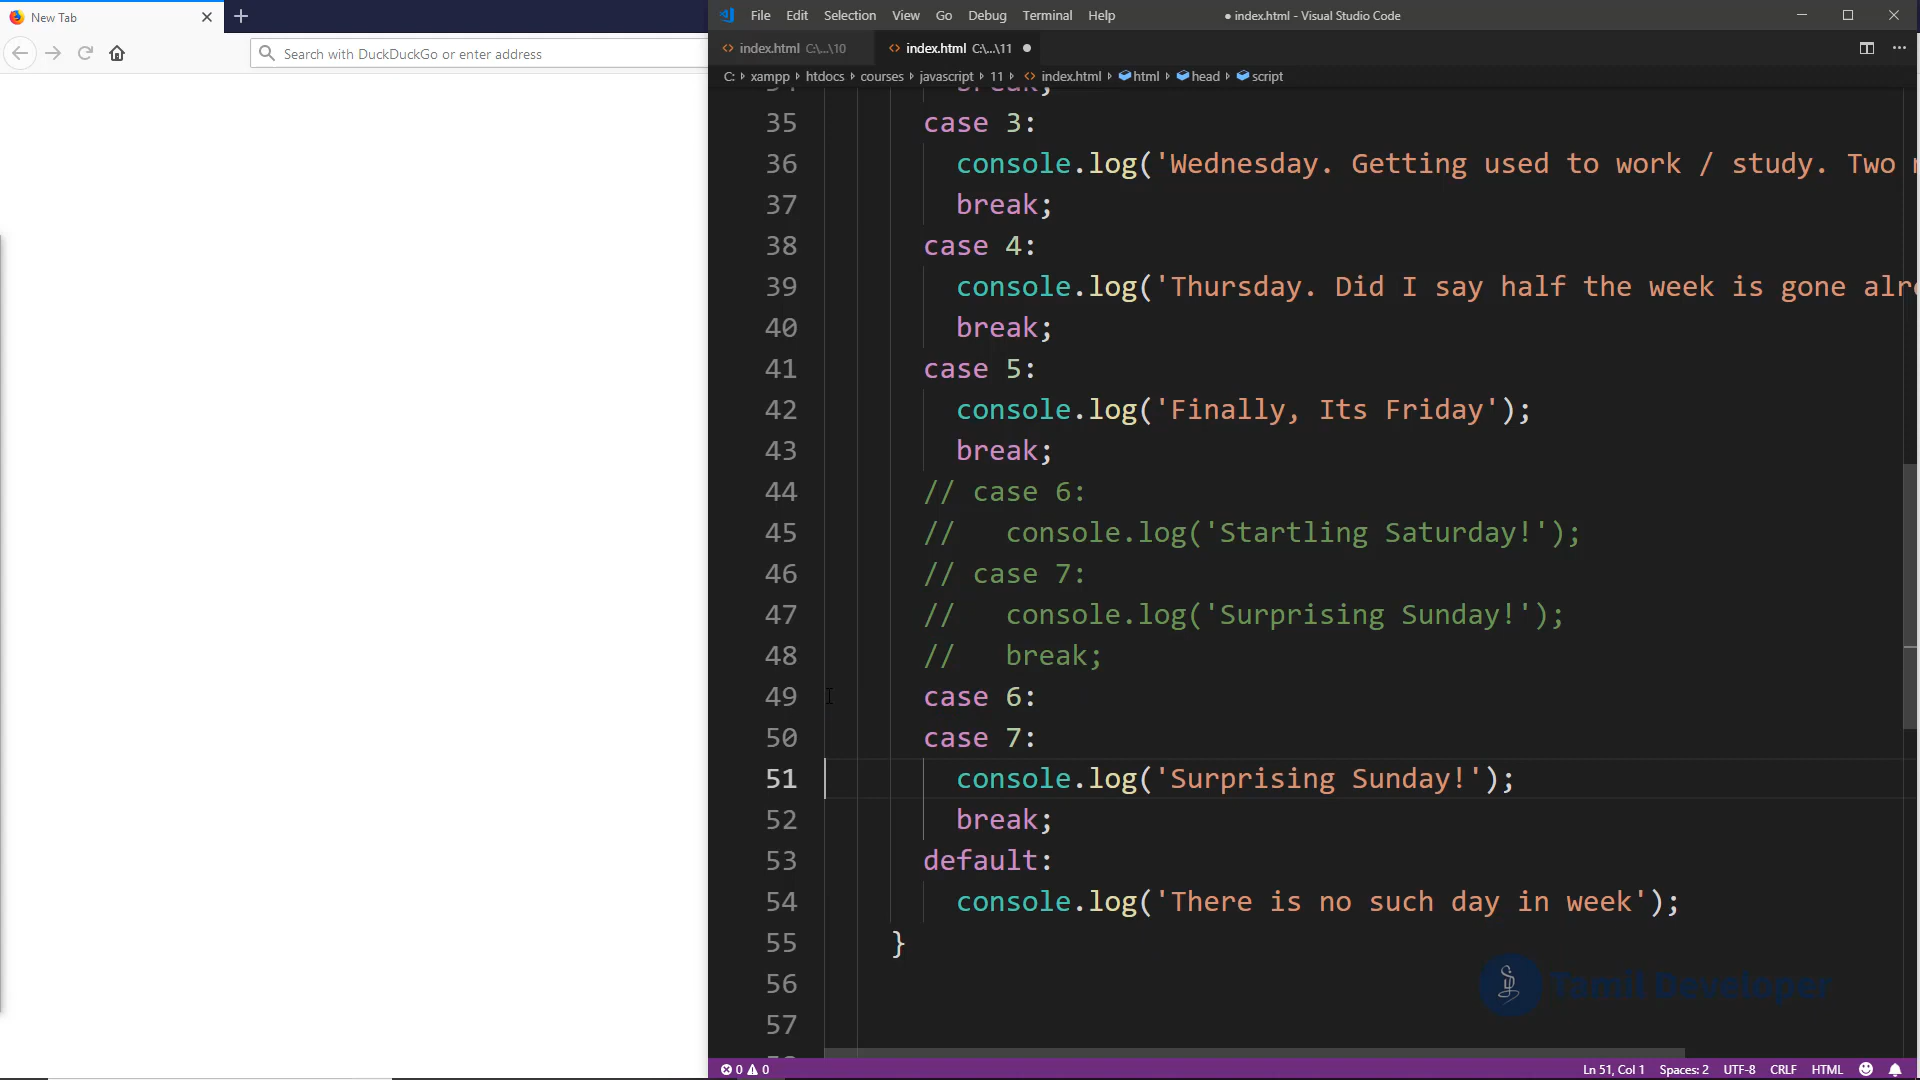 New Tab
Search with DuckDuckGo or enter address
File Edit Selection View Go Debug Terminal Help
● index.html - Visual Studio Code
index.html C:\...\10
index.html C:\...\11
C: › xampp › htdocs › courses › javascript › 11 › index.html › html › head › script
34 break;
35 case 3:
36 console.log('Wednesday. Getting used to work / study. Two
37 break;
38 case 4:
39 console.log('Thursday. Did I say half the week is gone
40 break;
41 case 5:
42 console.log('Finally, Its Friday');
43 break;
44 // case 6:
45 //   console.log('Startling Saturday!');
46 // case 7:
47 //   console.log('Surprising Sunday!');
48 //   break;
49 case 6:
50 case 7:
51 console.log('Surprising Sunday!');
52 break;
53 default:
54 console.log('There is no such day in week');
55 }
56
57
Tamil Developer
0 0 Ln 51, Col 1 Spaces: 2 UTF-8 CRLF HTML